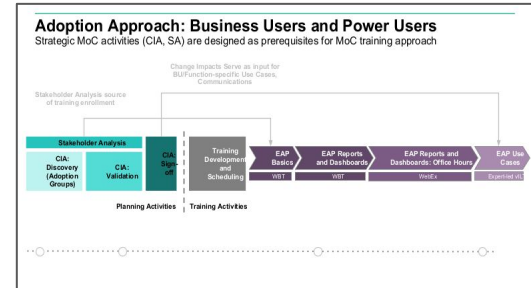 Adoption Approach: Business Users and Power Users
Strategic MoC activities (CIA, SA) are designed as prerequisites for MoC training approach
Change Impacts Serve as input for
BU/Function-specific Use Cases,
Communications
Stakeholder Analysis source
of training enrollment
Stakeholder Analysis
CIA:
Discovery
(Adoption
Groups)
CIA:
Validation
CIA:
Sign-
off
Training
Development
and
Scheduling
EAP
Basics
WBT
EAP Reports
and Dashboards
WBT
EAP Reports and
Dashboards: Office Hours
WebEx
EAP Use
Cases
Planning Activities
Training Activities